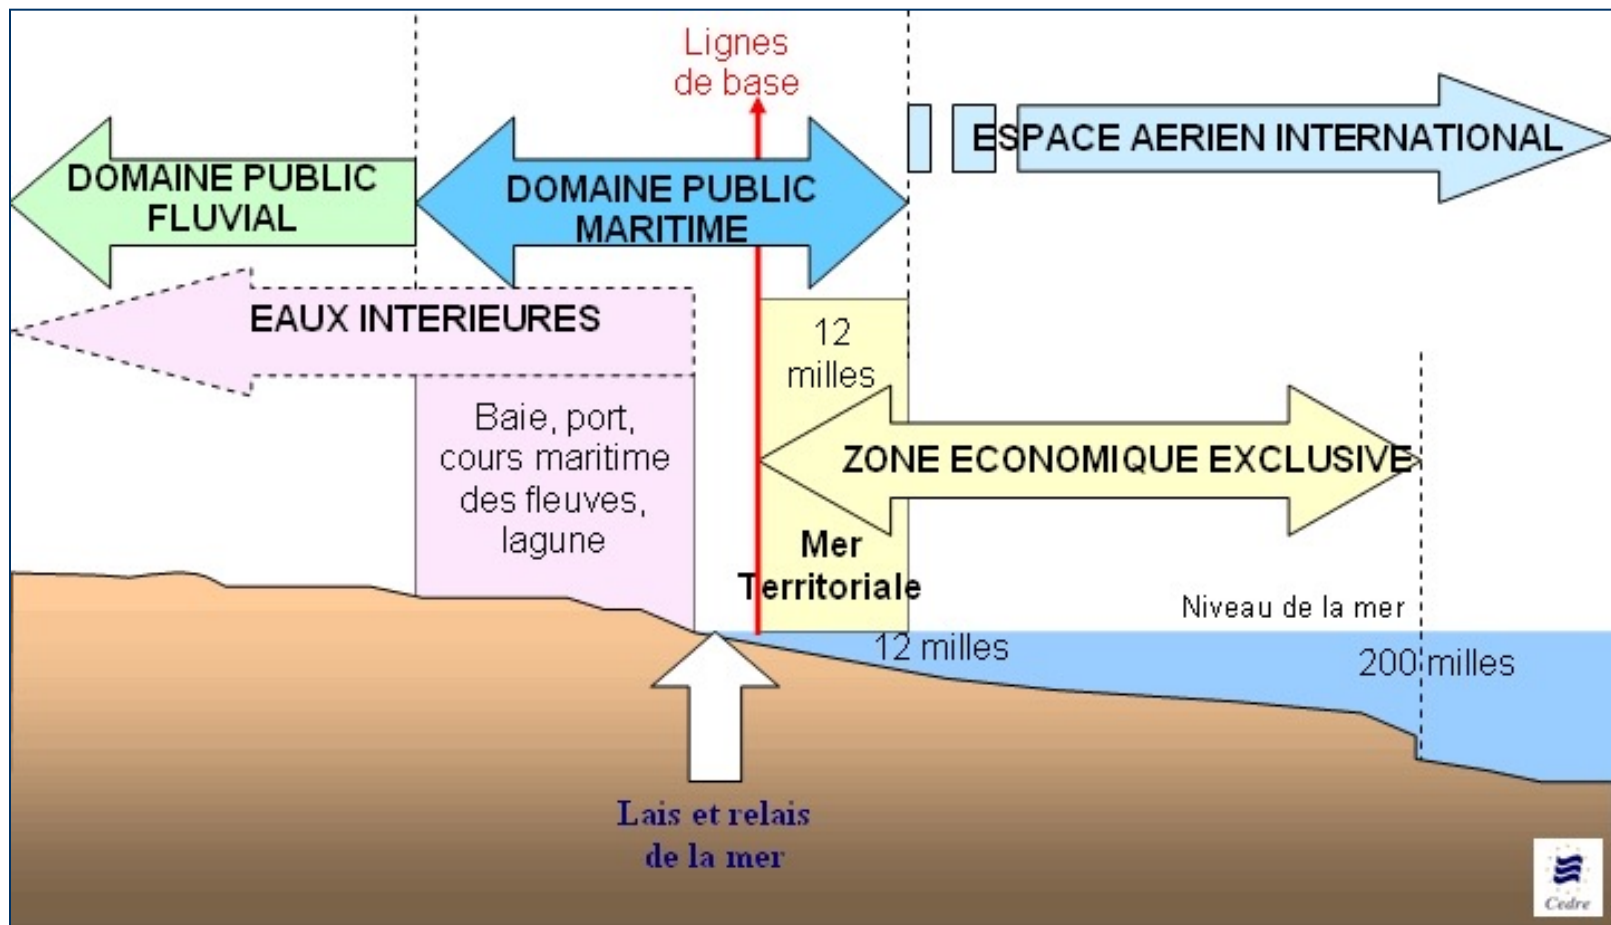 Lignes
de base
ESPACE AERIEN INTERNATIONAL
DOMAINE PUBLIC
FLUVIAL
DOMAINE PUBLIC
MARITIME
EAUX INTERIEURES
12
milles
Baie, port,
cours maritime
des fleuves,
lagune
ZONE ECONOMIQUE EXCLUSIVE
Mer
Territoriale
Niveau de la mer
12 milles
200 milles
Lais et relais
de la mer
Cedre